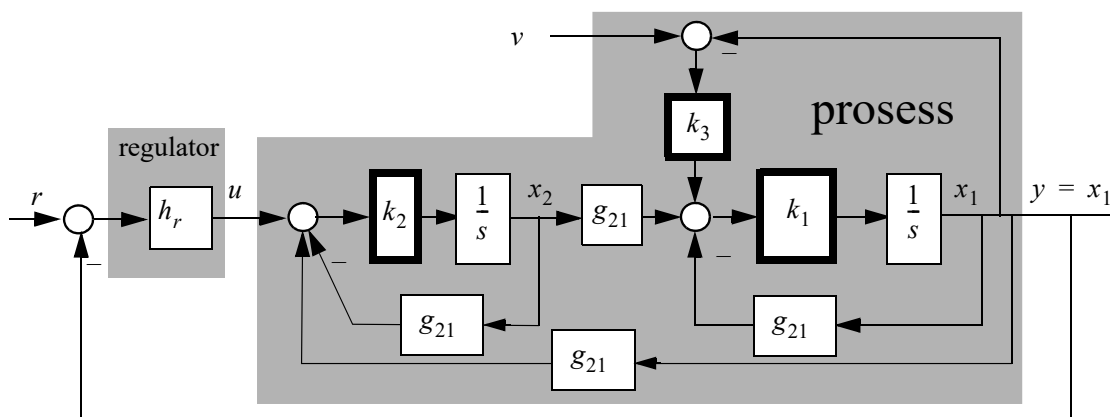 v
−
k3
prosess
regulator
r
hr
u
k2
1
s
x2
g21
k1
1
s
x1
y = x1
−
−
−
g21
g21
g21